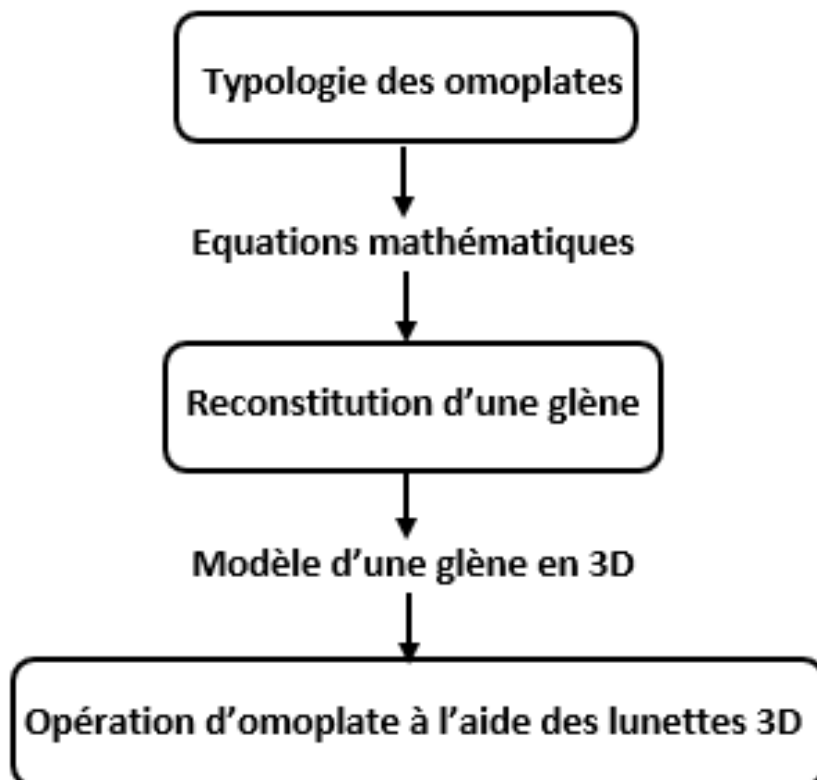 Typologie des omoplates
Equations mathématiques
Reconstitution d’une glène
Modèle d’une glène en 3D
Opération d’omoplate à l’aide des lunettes 3D